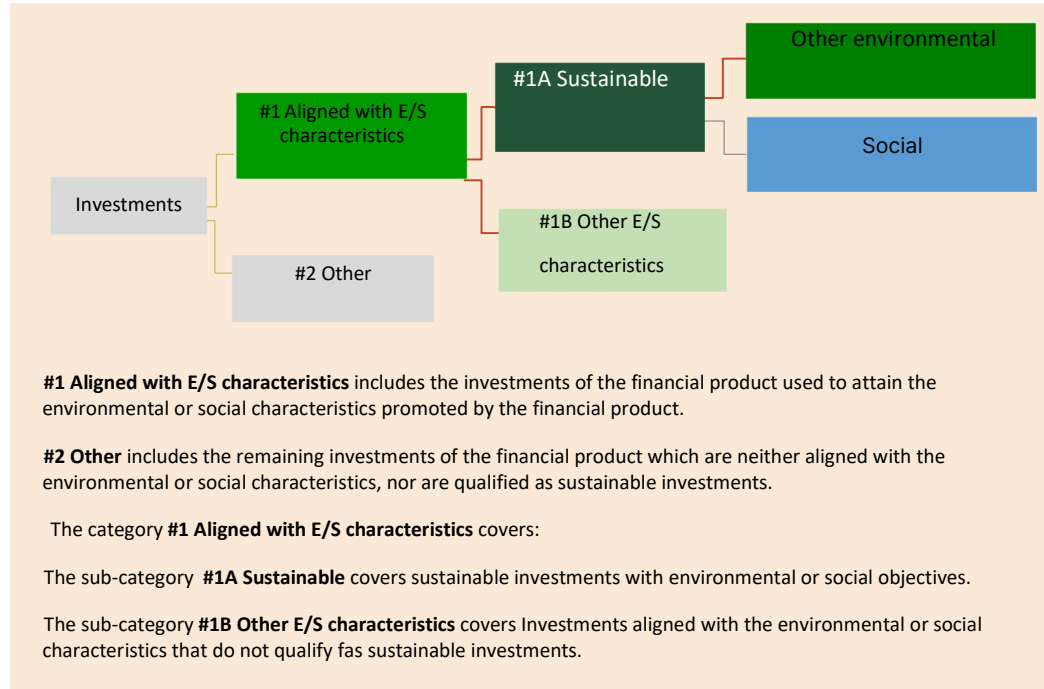 Other environmental
#1A Sustainable
#1 Aligned with E/S
characteristics
Social
Investments
#1B Other E/S
characteristics
#2 Other
#1 Aligned with E/S characteristics includes the investments of the financial product used to attain the
environmental or social characteristics promoted by the financial product.
#2 Other includes the remaining investments of the financial product which are neither aligned with the
environmental or social characteristics, nor are qualified as sustainable investments.
The category #1 Aligned with E/S characteristics covers:
The sub-category #1A Sustainable covers sustainable investments with environmental or social objectives.
The sub-category #1B Other E/S characteristics covers Investments aligned with the environmental or social
characteristics that do not qualify fas sustainable investments.